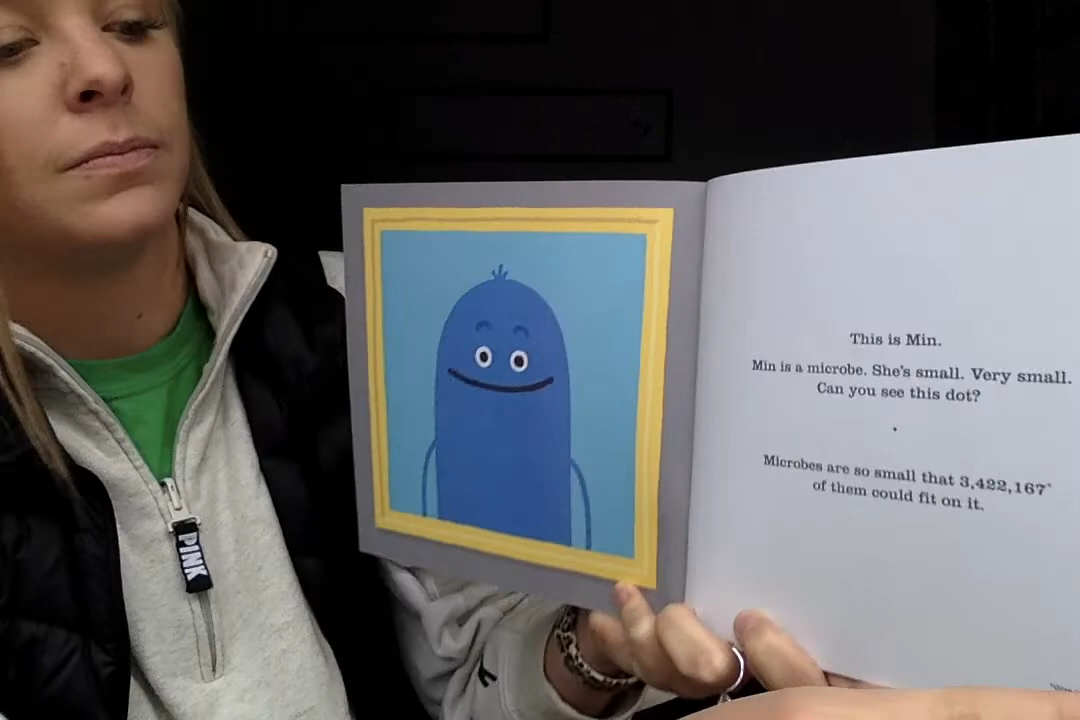 PINK
This is Min.
Min is a microbe. She's small. Very small.
Can you see this dot?
Microbes are so small that 3,422,167*
of them could fit on it.